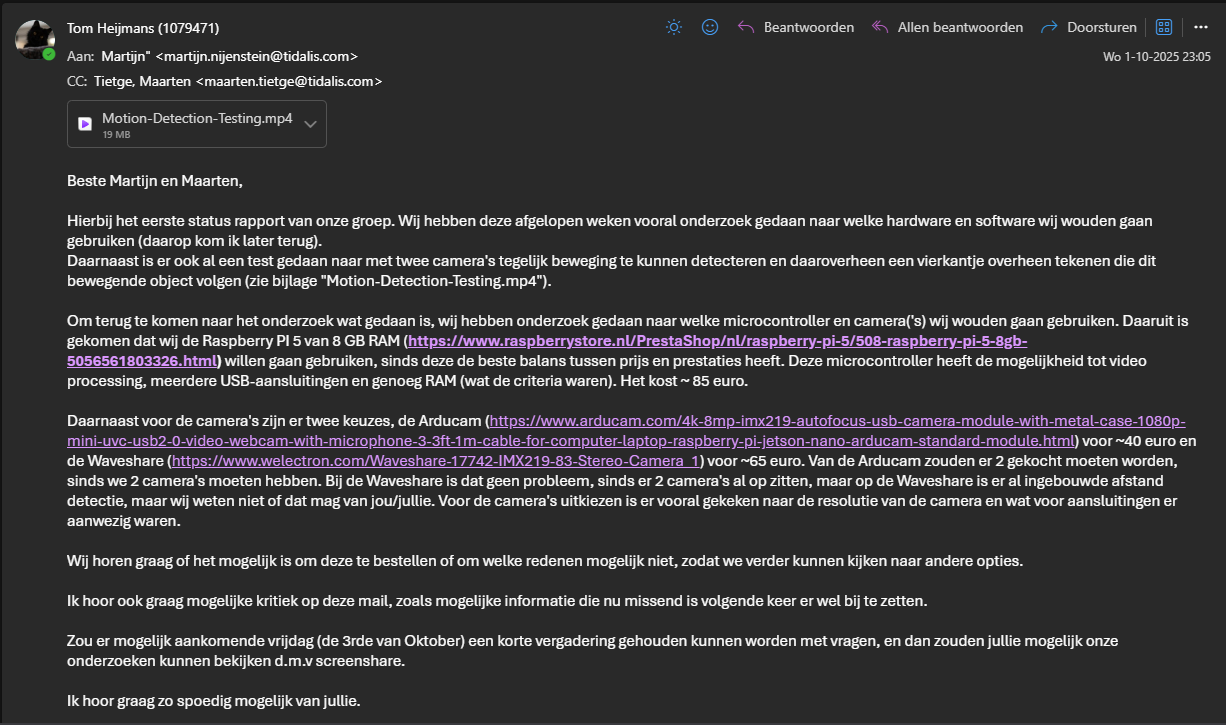 Tom Heijmans (1079471)
Beantwoorden
Allen beantwoorden
Doorsturen
Aan: Martijn" <martijn.nijenstein@tidalis.com>
Wo 1-10-2025 23:05
CC: Tietge, Maarten <maarten.tietge@tidalis.com>
Motion-Detection-Testing.mp4
19 MB
Beste Martijn en Maarten,
Hierbij het eerste status rapport van onze groep. Wij hebben deze afgelopen weken vooral onderzoek gedaan naar welke hardware en software wij wouden gaan
gebruiken (daarop kom ik later terug).
Daarnaast is er ook al een test gedaan naar met twee camera's tegelijk beweging te kunnen detecteren en daaroverheen een vierkantje overheen tekenen die dit
bewegende object volgen (zie bijlage "Motion-Detection-Testing.mp4").
Om terug te komen naar het onderzoek wat gedaan is, wij hebben onderzoek gedaan naar welke microcontroller en camera('s) wij wouden gaan gebruiken. Daaruit is
gekomen dat wij de Raspberry PI 5 van 8 GB RAM (https://www.raspberrystore.nl/PrestaShop/nl/raspberry-pi-5/508-raspberry-pi-5-8gb-
5056561803326.html) willen gaan gebruiken, sinds deze de beste balans tussen prijs en prestaties heeft. Deze microcontroller heeft de mogelijkheid tot video
processing, meerdere USB-aansluitingen en genoeg RAM (wat de criteria waren). Het kost ~ 85 euro.
Daarnaast voor de camera's zijn er twee keuzes, de Arducam (https://www.arducam.com/4k-8mp-imx219-autofocus-usb-camera-module-with-metal-case-1080p-
mini-uvc-usb2-0-video-webcam-with-microphone-3-3ft-1m-cable-for-computer-laptop-raspberry-pi-jetson-nano-arducam-standard-module.html) voor ~40 euro en
de Waveshare (https://www.welectron.com/Waveshare-17742-IMX219-83-Stereo-Camera_1) voor ~65 euro. Van de Arducam zouden er 2 gekocht moeten worden,
sinds we 2 camera's moeten hebben. Bij de Waveshare is dat geen probleem, sinds er 2 camera's al op zitten, maar op de Waveshare is er al ingebouwde afstand
detectie, maar wij weten niet of dat mag van jou/jullie. Voor de camera's uitkiezen is er vooral gekeken naar de resolutie van de camera en wat voor aansluitingen er
aanwezig waren.
Wij horen graag of het mogelijk is om deze te bestellen of om welke redenen mogelijk niet, zodat we verder kunnen kijken naar andere opties.
Ik hoor ook graag mogelijke kritiek op deze mail, zoals mogelijke informatie die nu missend is volgende keer er wel bij te zetten.
Zou er mogelijk aankomende vrijdag (de 3rde van Oktober) een korte vergadering gehouden kunnen worden met vragen, en dan zouden jullie mogelijk onze
onderzoeken kunnen bekijken d.m.v screenshare.
Ik hoor graag zo spoedig mogelijk van jullie.